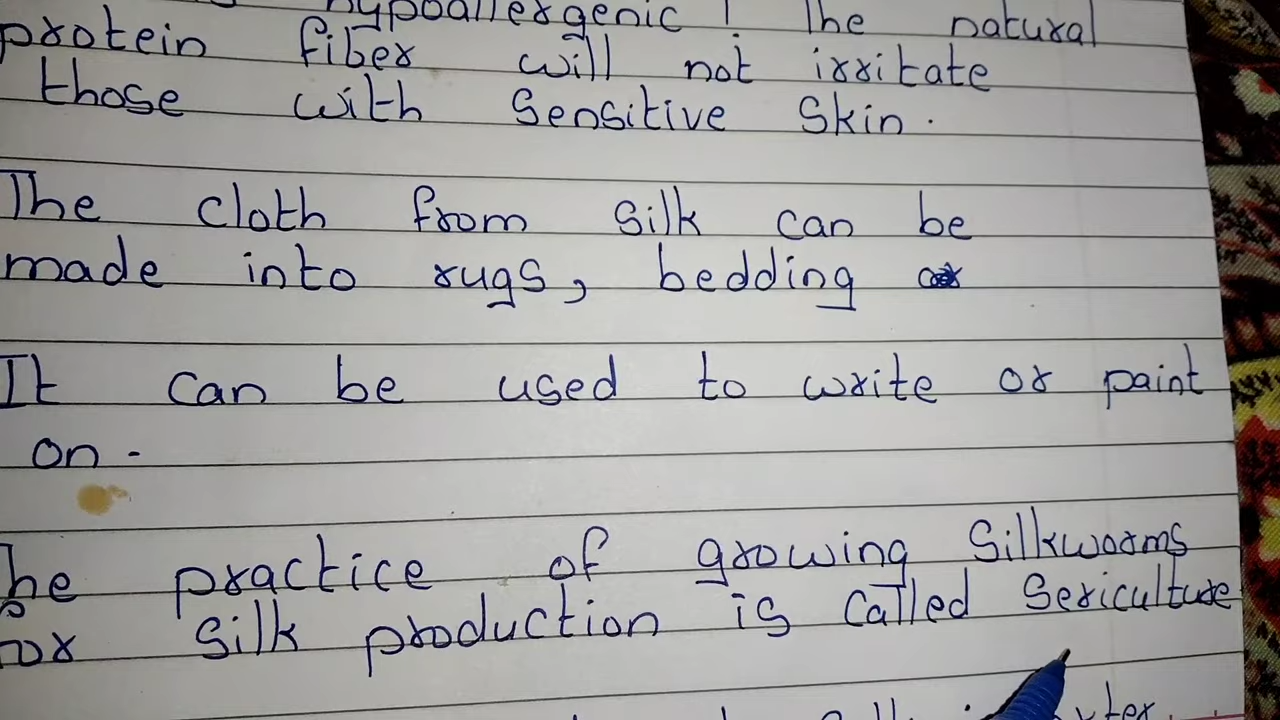 hypoallergenic! The natural
protein fiber will not irritate
those with Sensitive Skin.
The cloth from Silk can be
made into rugs, bedding
It can be used to write or paint
on.
he practice of growing Silkworms
for Silk production is called Sericulture